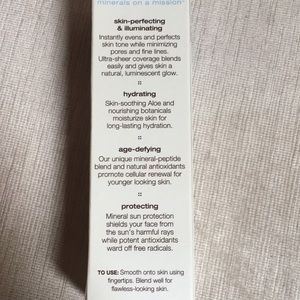 minerals on a mission
skin-perfecting
& illuminating
Instantly evens and perfects
skin tone while minimizing
pores and fine lines.
Ultra-sheer coverage blends
easily and gives skin a
natural, luminescent glow.
hydrating
Skin-soothing Aloe and
nourishing botanicals
moisturize skin for
long-lasting hydration.
age-defying
Our unique mineral-peptide
blend and natural antioxidants
promote cellular renewal for
younger looking skin.
protecting
Mineral sun protection
shields your face from
the sun's harmful rays
while potent antioxidants
ward off free radicals.
TO USE: Smooth onto skin using
fingertips. Blend well for
flawless-looking skin.